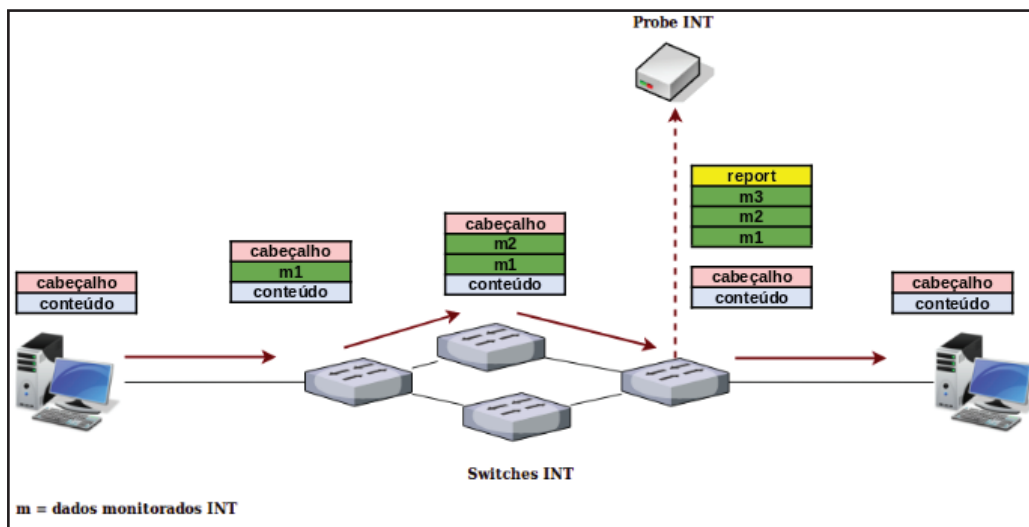 Probe INT
report
m3
m2
m1
cabeçalho
m2
m1
conteúdo
cabeçalho
m1
conteúdo
cabeçalho
conteúdo
cabeçalho
conteúdo
cabeçalho
conteúdo
Switches INT
m = dados monitorados INT